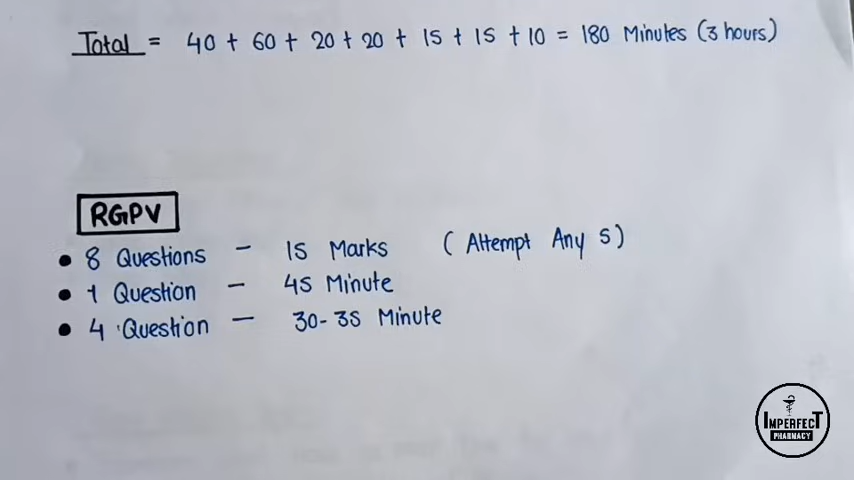 Total = 40 + 60 + 20 + 20 + 15 + 15 + 10 = 180 Minutes (3 hours)
RGPV
• 8 Questions - 15 Marks (Attempt Any 5)
• 1 Question - 45 Minute
• 4 Question - 30-35 Minute
IMPERFECT
PHARMACY